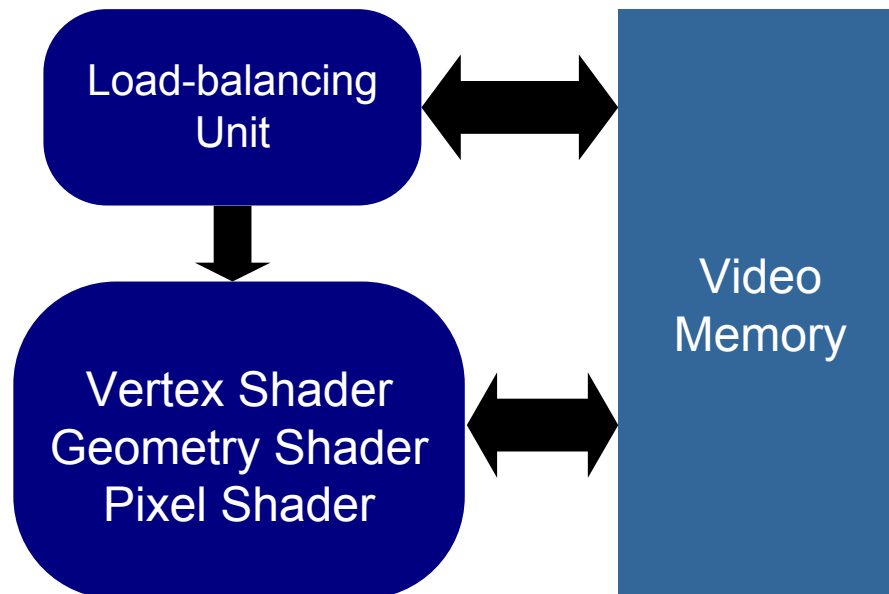 Load-balancing
Unit
Video
Memory
Vertex Shader
Geometry Shader
Pixel Shader